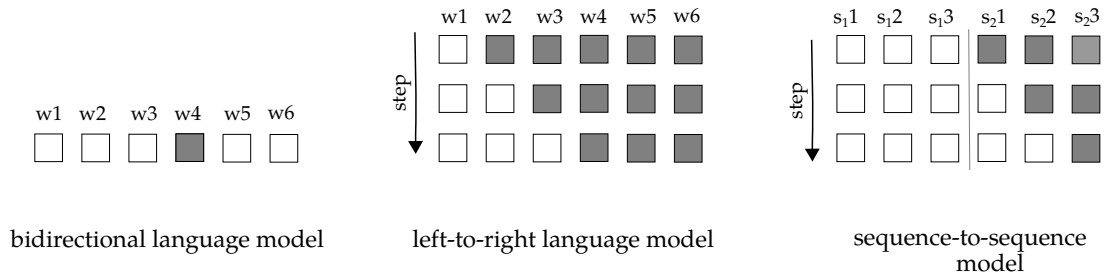 w1 w2 w3 w4 w5 w6
bidirectional language model
w1 w2 w3 w4 w5 w6
step
left-to-right language model
s₁1 s₁2 s₁3 s₂1 s₂2 s₂3
step
sequence-to-sequence
model